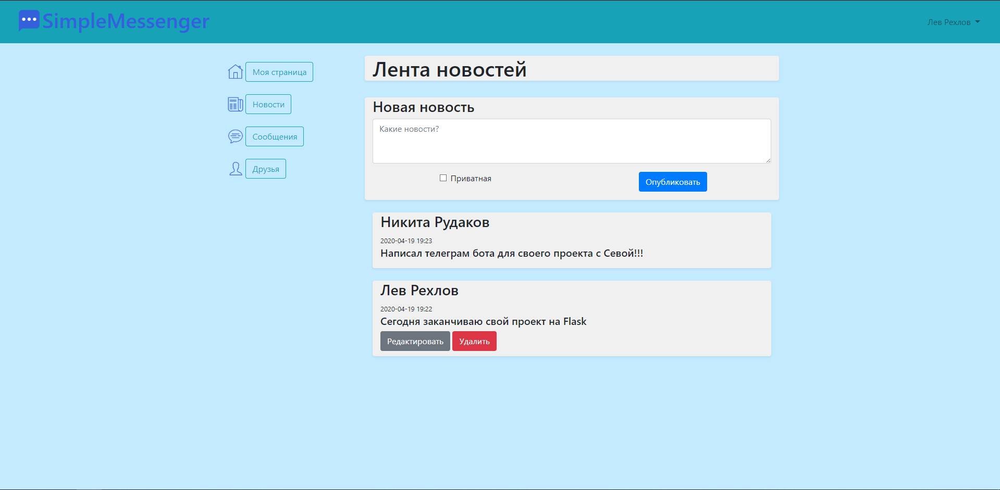 SimpleMessenger
Лев Рехлов
Моя страница
Новости
Сообщения
Друзья
Лента новостей
Новая новость
Какие новости?
Приватная
Опубликовать
Никита Рудаков
2020-04-19 19:23
Написал телеграм бота для своего проекта с Севой!!!
Лев Рехлов
2020-04-19 19:22
Сегодня заканчиваю свой проект на Flask
Редактировать Удалить